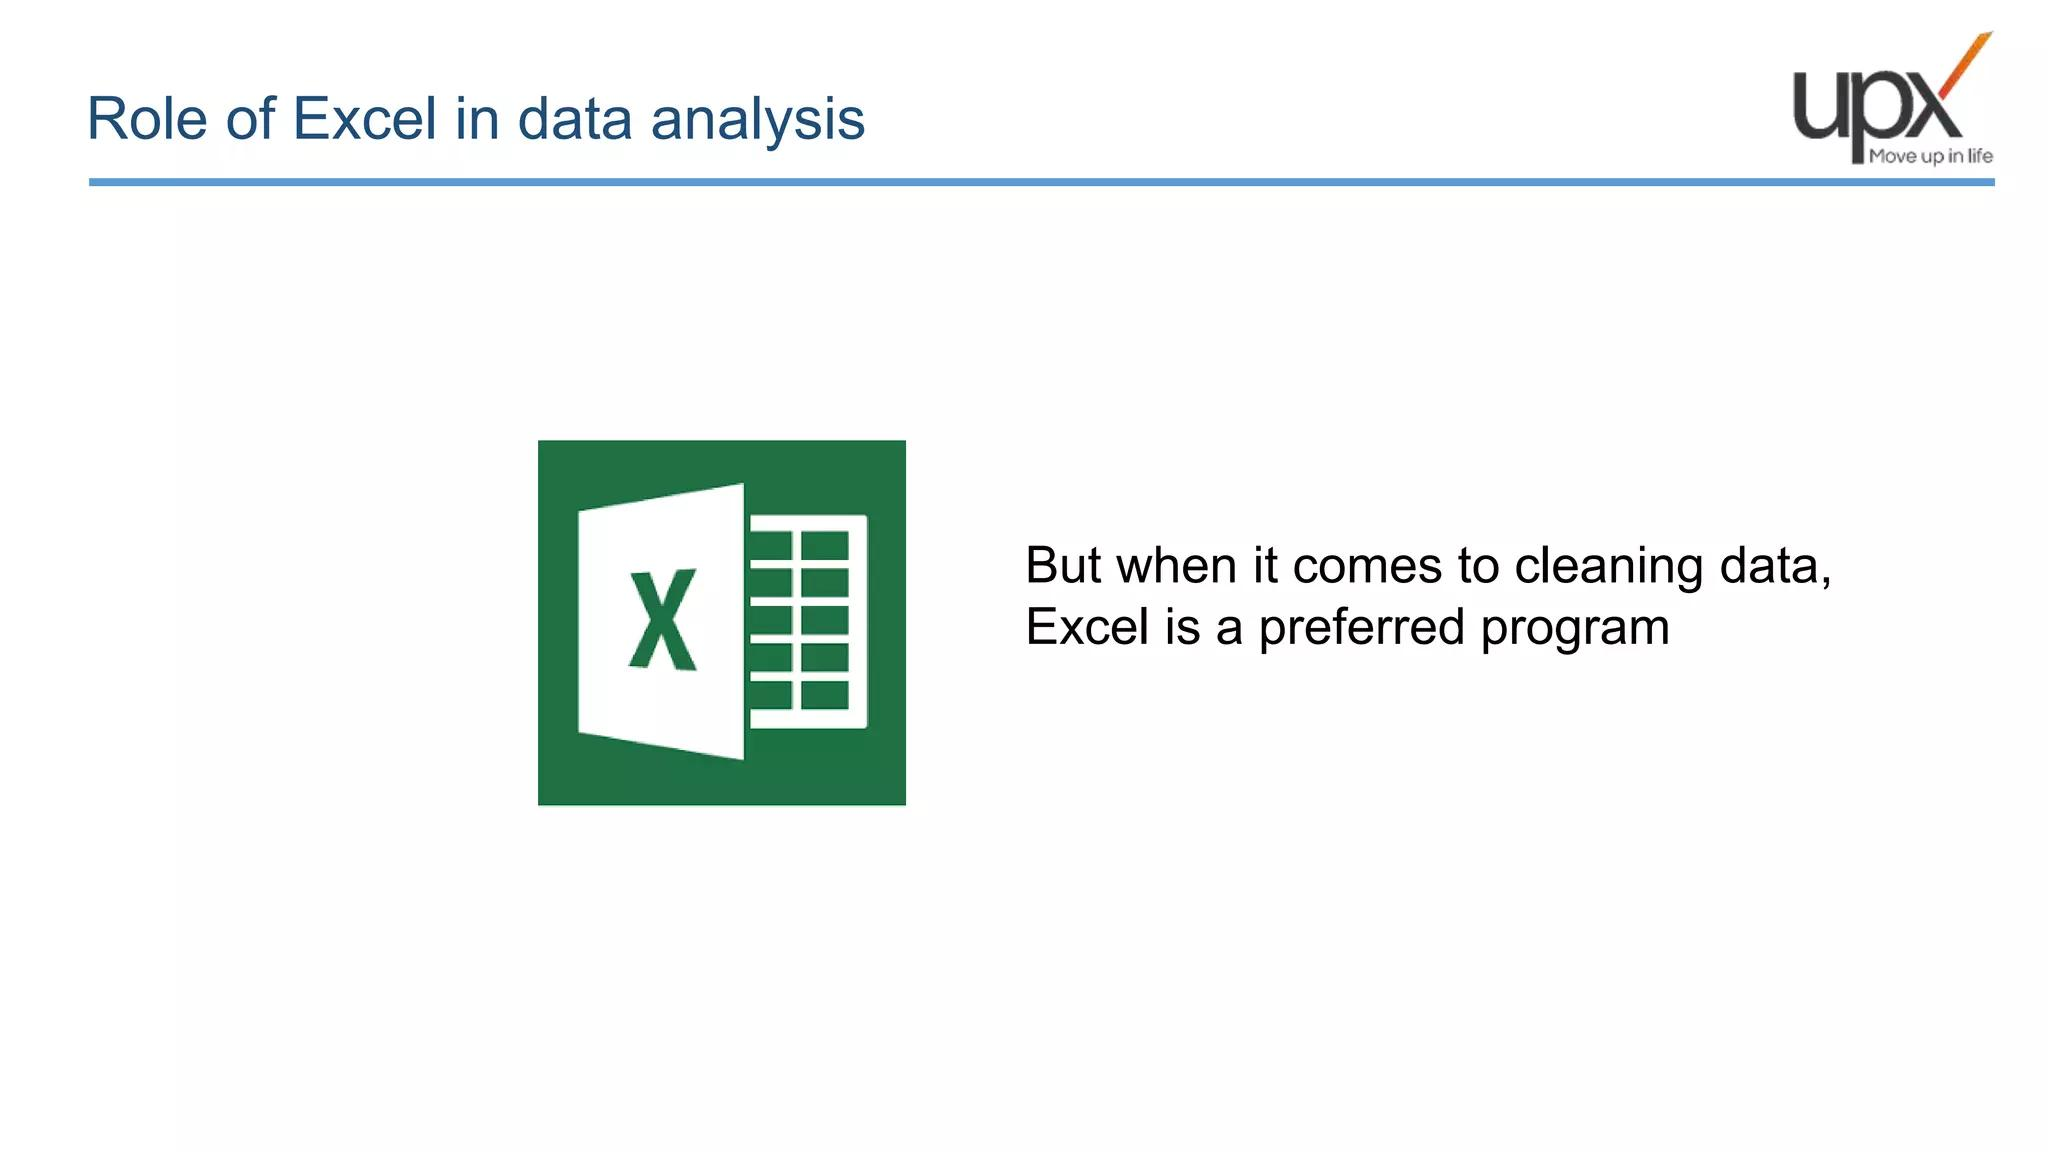 Role of Excel in data analysis
upx
Move up in life
X
But when it comes to cleaning data,
Excel is a preferred program